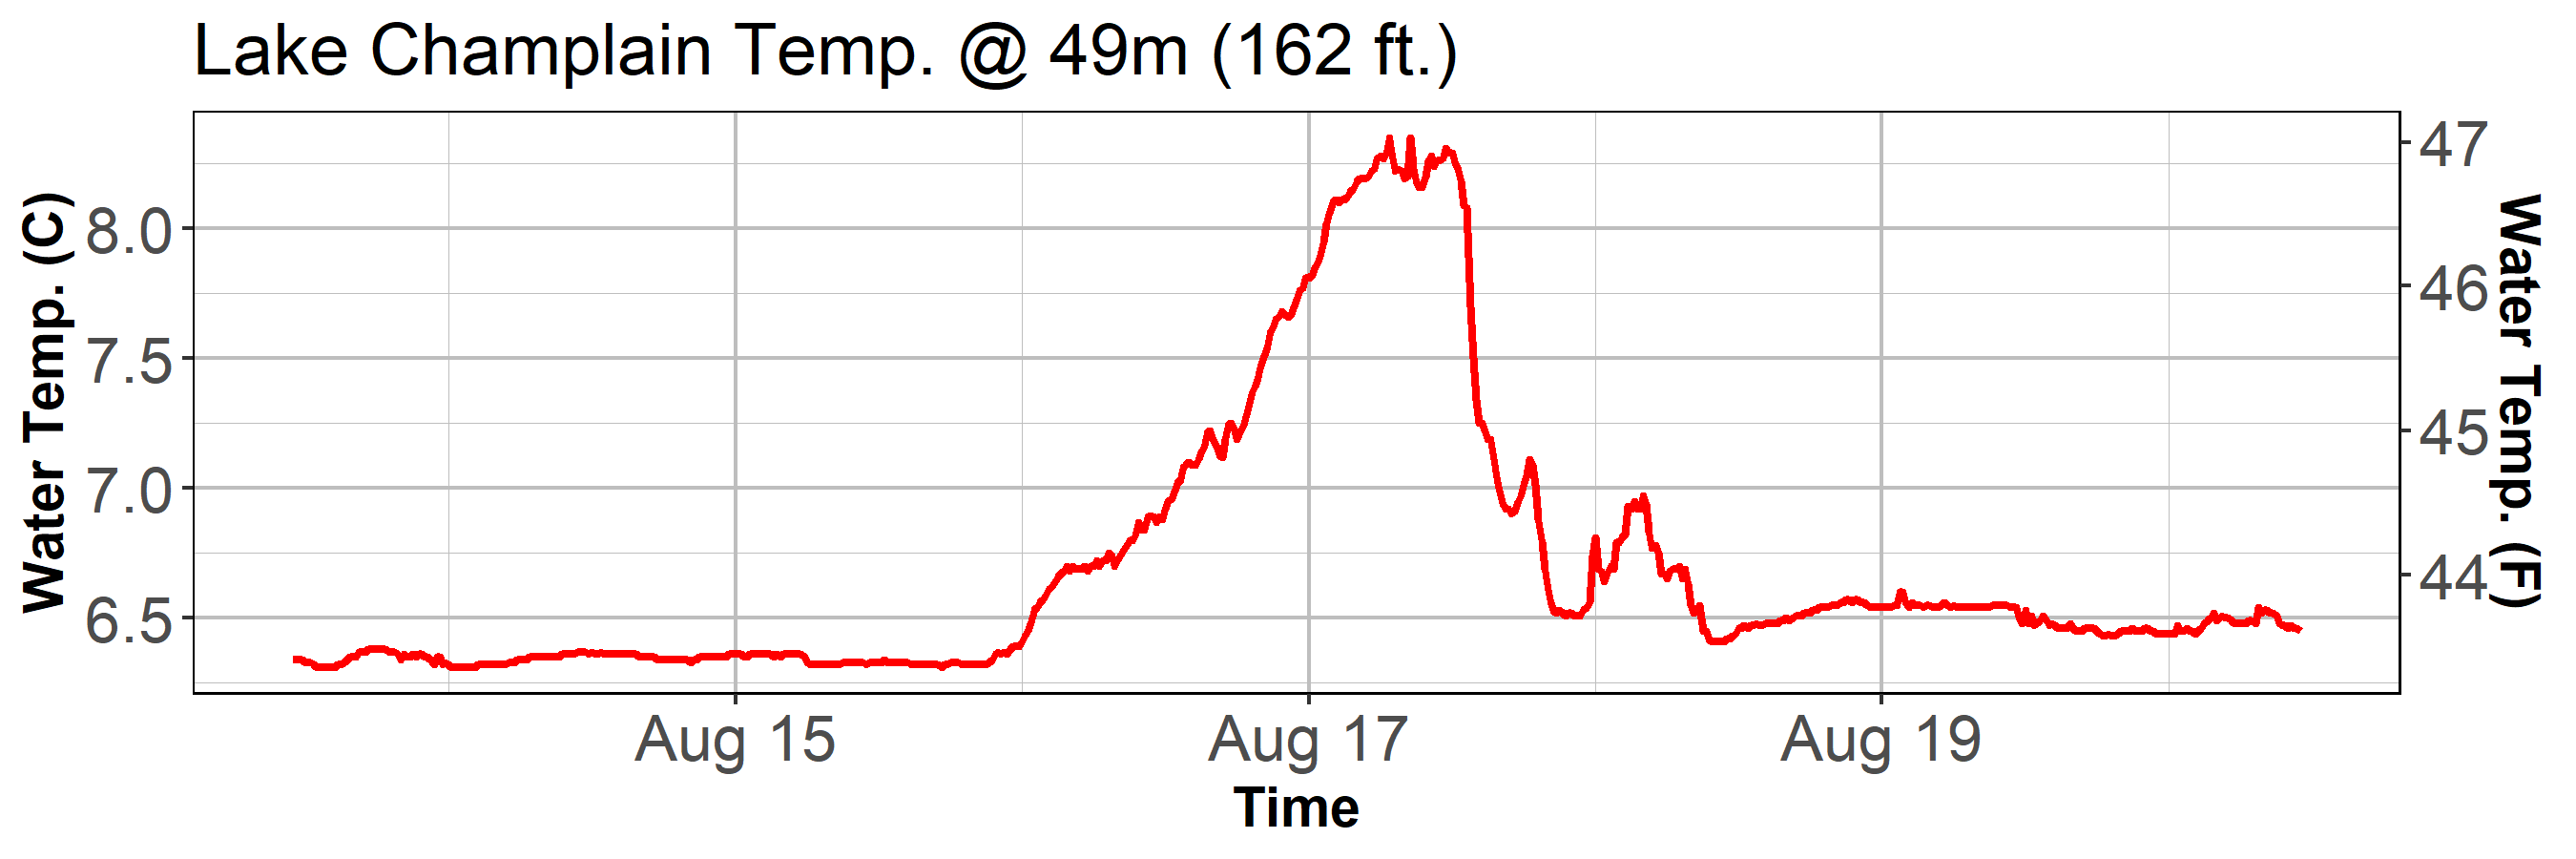 Lake Champlain Temp. @ 49m (162 ft.)
Water Temp. (C)
8.0
7.5
7.0
6.5
47
46
45
44
Water Temp. (F)
Aug 15
Aug 17
Aug 19
Time